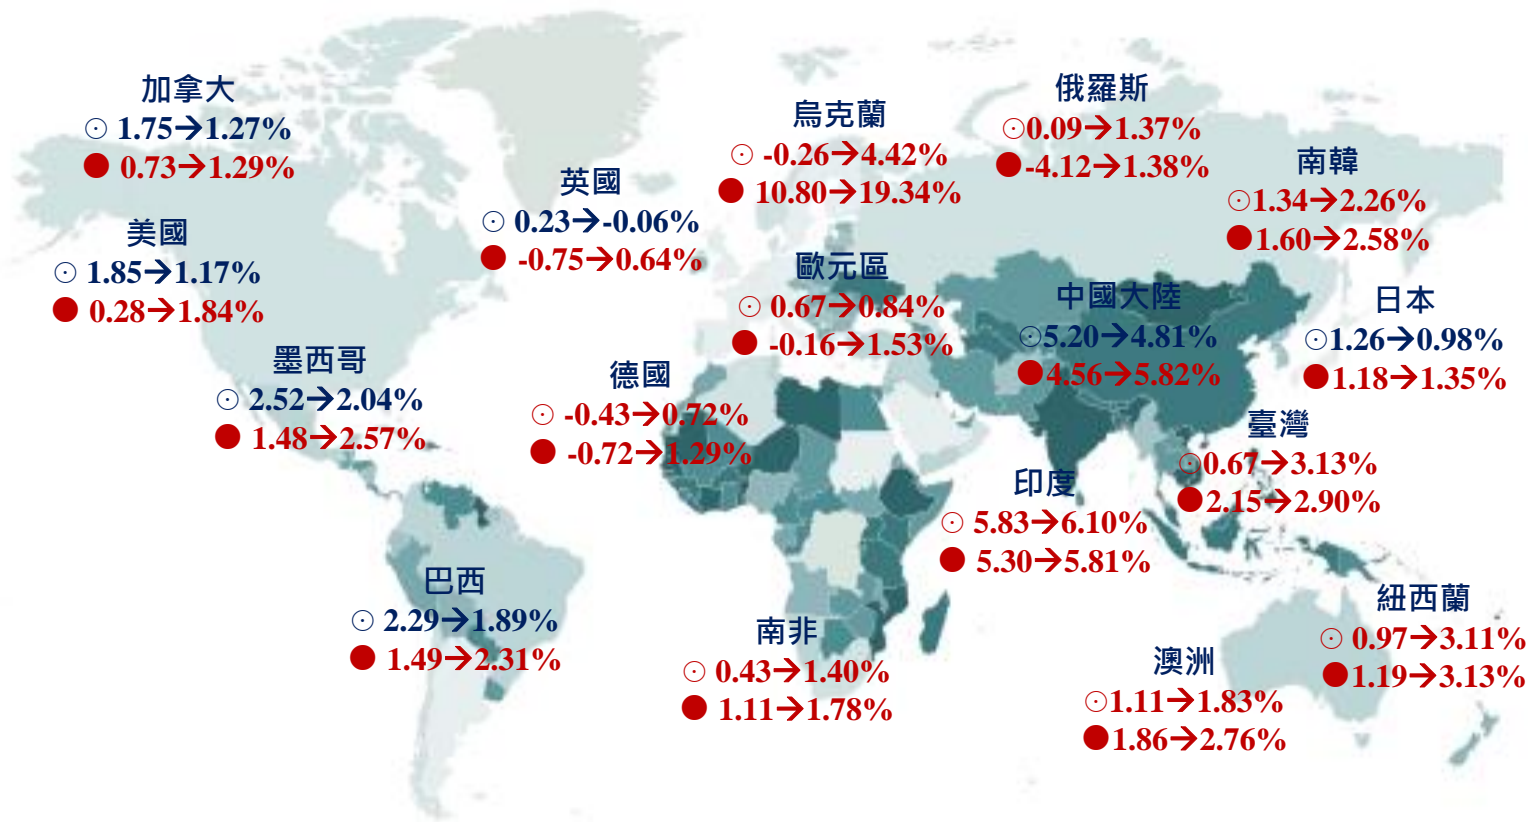 加拿大
☉ 1.75→1.27%
● 0.73→1.29%
美國
☉ 1.85→1.17%
● 0.28→1.84%
墨西哥
☉ 2.52→2.04%
● 1.48→2.57%
巴西
☉ 2.29→1.89%
● 1.49→2.31%
英國
☉ 0.23→-0.06%
● -0.75→0.64%
德國
☉ -0.43→0.72%
● -0.72→1.29%
烏克蘭
☉ -0.26→4.42%
● 10.80→19.34%
歐元區
☉ 0.67→0.84%
● -0.16→1.53%
南非
☉ 0.43→1.40%
● 1.11→1.78%
俄羅斯
☉0.09→1.37%
●-4.12→1.38%
南韓
☉1.34→2.26%
●1.60→2.58%
中國大陸
☉5.20→4.81%
●4.56→5.82%
日本
☉1.26→0.98%
●1.18→1.35%
臺灣
☉0.67→3.13%
●2.15→2.90%
印度
☉ 5.83→6.10%
● 5.30→5.81%
紐西蘭
☉ 0.97→3.11%
●1.19→3.13%
澳洲
☉1.11→1.83%
●1.86→2.76%